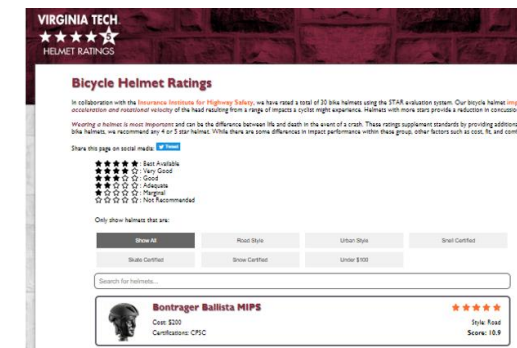 VIRGINIA TECH
HELMET RATINGS
Bicycle Helmet Ratings
In collaboration with the Insurance Institute for Highway Safety, we have rated a total of 30 bike helmets using the STAR evaluation system. Our bicycle helmet
acceleration and rotational velocity of the head resulting from a range of impacts a cyclist might experience. Helmets with more stars provide a reduction in
Wearing a helmet is most important and can be the difference between life and death in the event of a crash. These ratings supplement standards by providing
bike helmets, we recommend any 4 or 5 star helmet. While there are some differences in impact performance within these group, other factors such as cost, fit, and
Share this page on social media: Tweet
★★★★★: Best Available
★★★★☆: Very Good
★★★☆☆: Good
★★☆☆☆: Adequate
★☆☆☆☆: Marginal
☆☆☆☆☆: Not Recommended
Only show helmets that are:
Show All Road Style Urban Style Snell Certified
Skate Certified Snow Certified Under $100
Search for helmets...
Bontrager Ballista MIPS ★★★★★
Cost: $200 Style: Road
Certifications: CPSC Score: 10.9